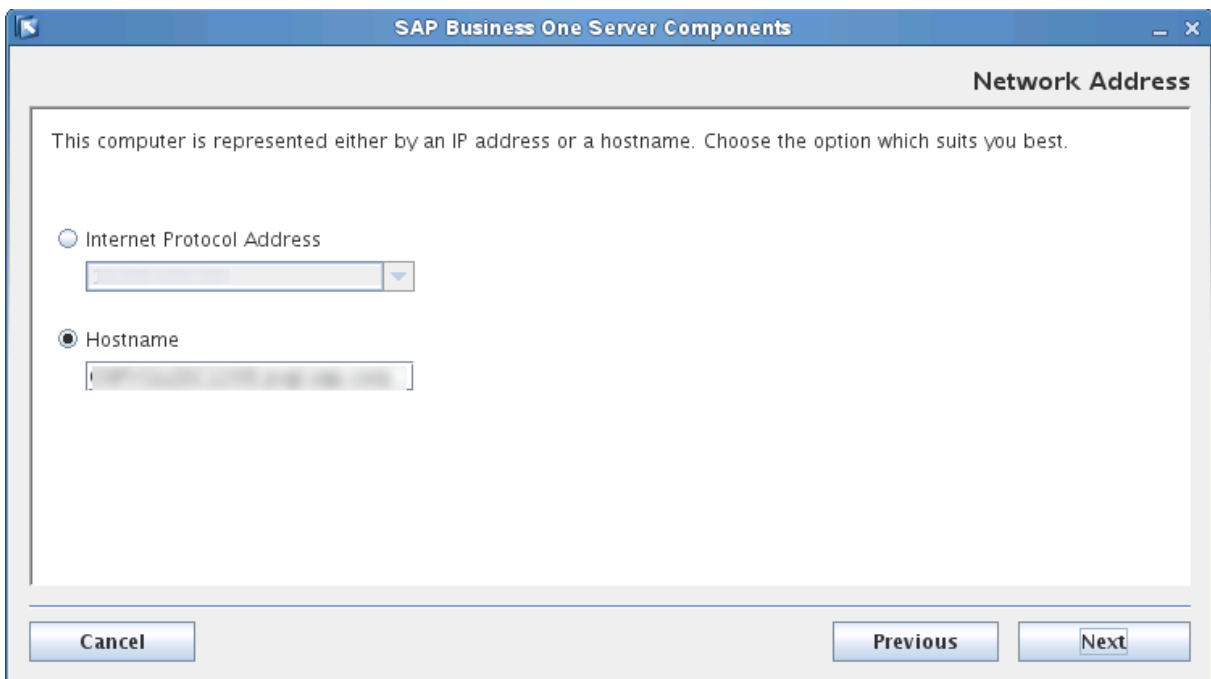 SAP Business One Server Components
Network Address
This computer is represented either by an IP address or a hostname. Choose the option which suits you best.
Internet Protocol Address
Hostname
Cancel
Previous
Next